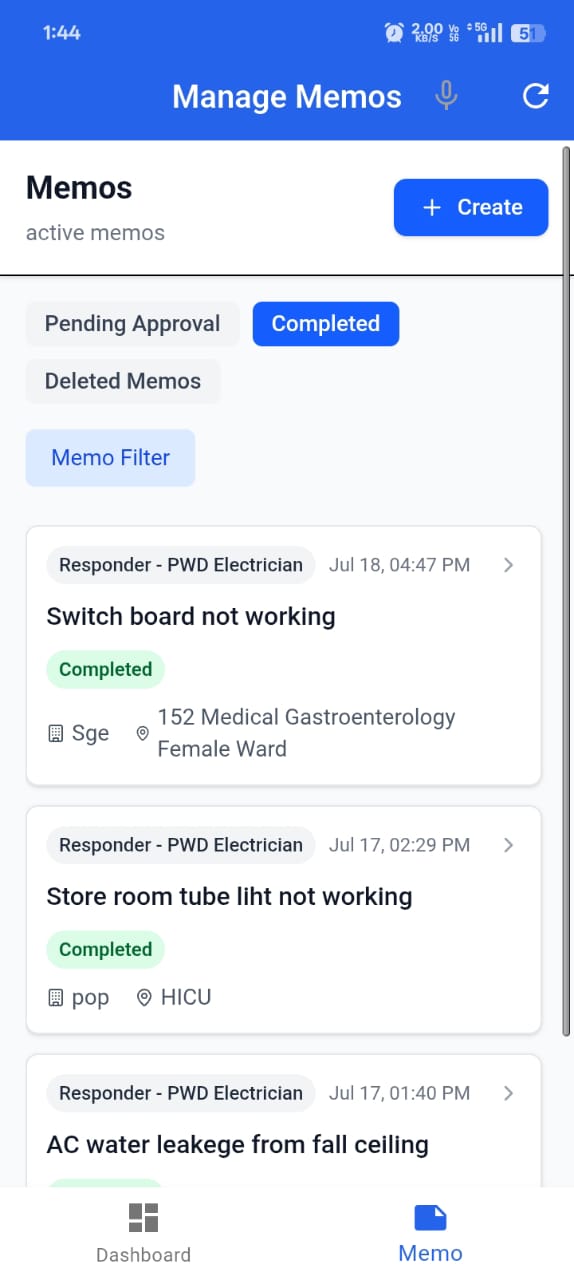 1:44
2.00 KB/S Vo 5G 5G 51
Manage Memos
Memos
active memos
+ Create
Pending Approval
Completed
Deleted Memos
Memo Filter
Responder - PWD Electrician Jul 18, 04:47 PM
Switch board not working
Completed
Sge 152 Medical Gastroenterology
Female Ward
Responder - PWD Electrician Jul 17, 02:29 PM
Store room tube liht not working
Completed
pop HICU
Responder - PWD Electrician Jul 17, 01:40 PM
AC water leakege from fall ceiling
Dashboard
Memo